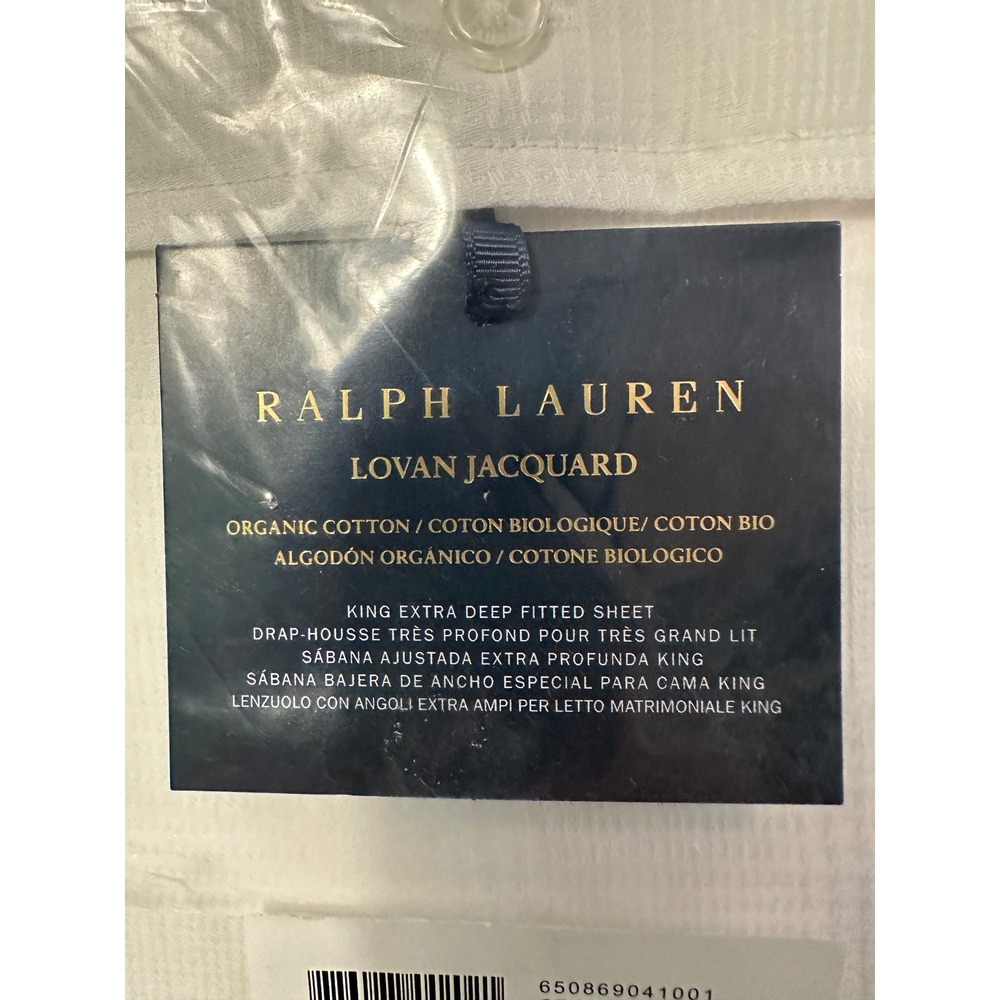 RALPH LAUREN
LOVAN JACQUARD
ORGANIC COTTON / COTON BIOLOGIQUE/ COTON BIO
ALGODÓN ORGÁNICO / COTONE BIOLOGICO
KING EXTRA DEEP FITTED SHEET
DRAP-HOUSSE TRÈS PROFOND POUR TRÈS GRAND LIT
SÁBANA AJUSTADA EXTRA PROFUNDA KING
SÁBANA BAJERA DE ANCHO ESPECIAL PARA CAMA KING
LENZUOLO CON ANGOLI EXTRA AMPI PER LETTO MATRIMONIALE KING
650869041001